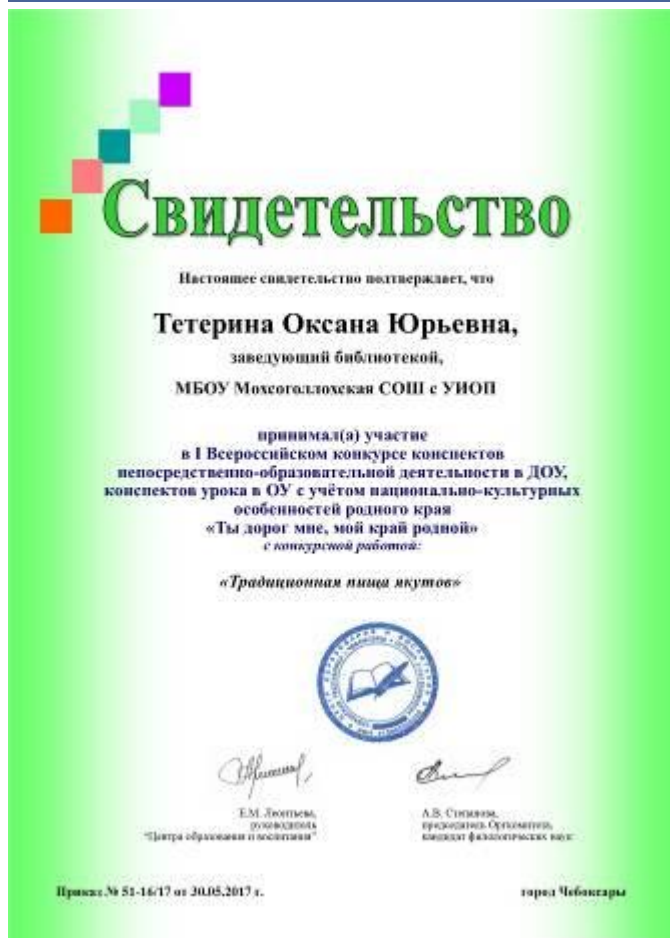 Свидетельство
Настоящее свидетельство подтверждает, что
Тетерина Оксана Юрьевна,
заведующий библиотекой,
МБОУ Мохсоголлохская СОШ с УИОП
принимал(а) участие
в I Всероссийском конкурсе конспектов
непосредственно-образовательной деятельности в ДОУ,
конспектов урока в ОУ с учётом национально-культурных
особенностей родного края
«Ты дорог мне, мой край родной»
с конкурсной работой:
«Традиционная пища якутов»
Е.М. Леонтьева,
руководитель
"Центра образования и воспитания"
А.В. Степанова,
председатель Оргкомитета,
кандидат филологических наук
Приказ № 51-16/17 от 30.05.2017 г.
город Чебоксары